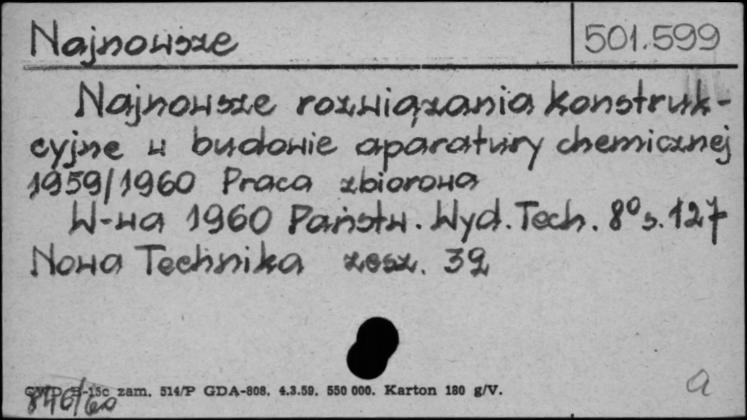 Najnowsze 501.599
Najnowsze rozwiązania konstruk-
cyjne w budowie aparatury chemicznej
1959/1960 Praca zbiorowa
W-wa 1960 Państw. Wyd. Tech. 8⁰ s. 127
Nowa Technika zesz. 32
zam. 514/P GDA-808. 4.3.59. 550 000. Karton 180 g/V.
a